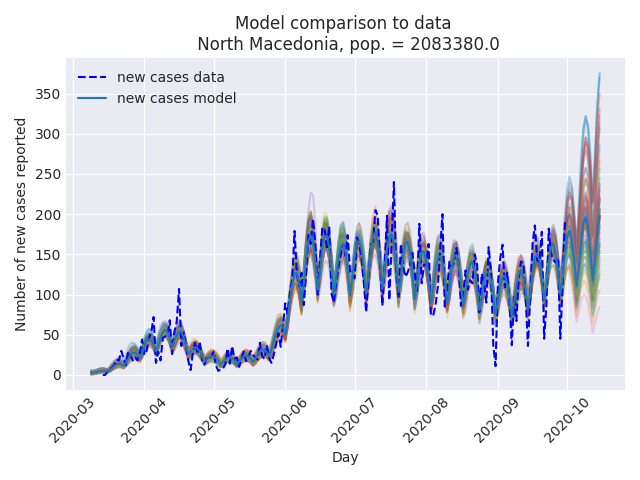 Model comparison to data
North Macedonia, pop. = 2083380.0
new cases data
new cases model
Number of new cases reported
350
300
250
200
150
100
50
0
2020-03
2020-04
2020-05
2020-06
2020-07
2020-08
2020-09
2020-10
Day